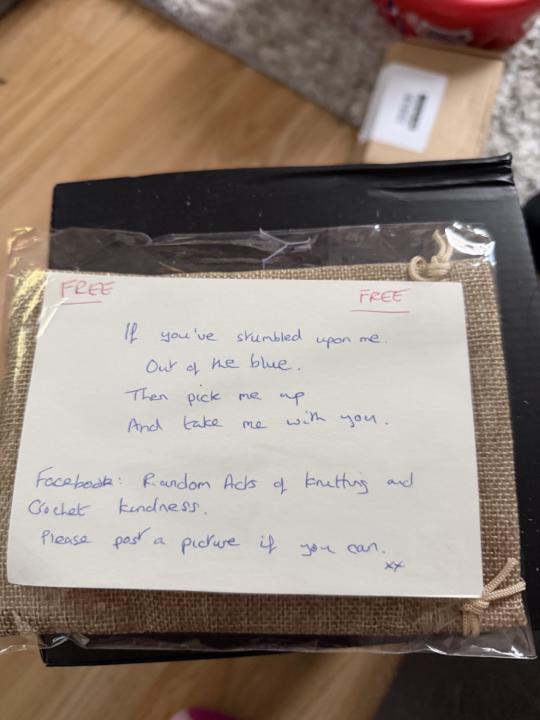 FREE FREE
If you've stumbled upon me.
Out of the blue.
Then pick me up
And take me with you.
Facebook: Random Acts of knitting and
Crochet kindness.
Please post a picture if you can.
xx